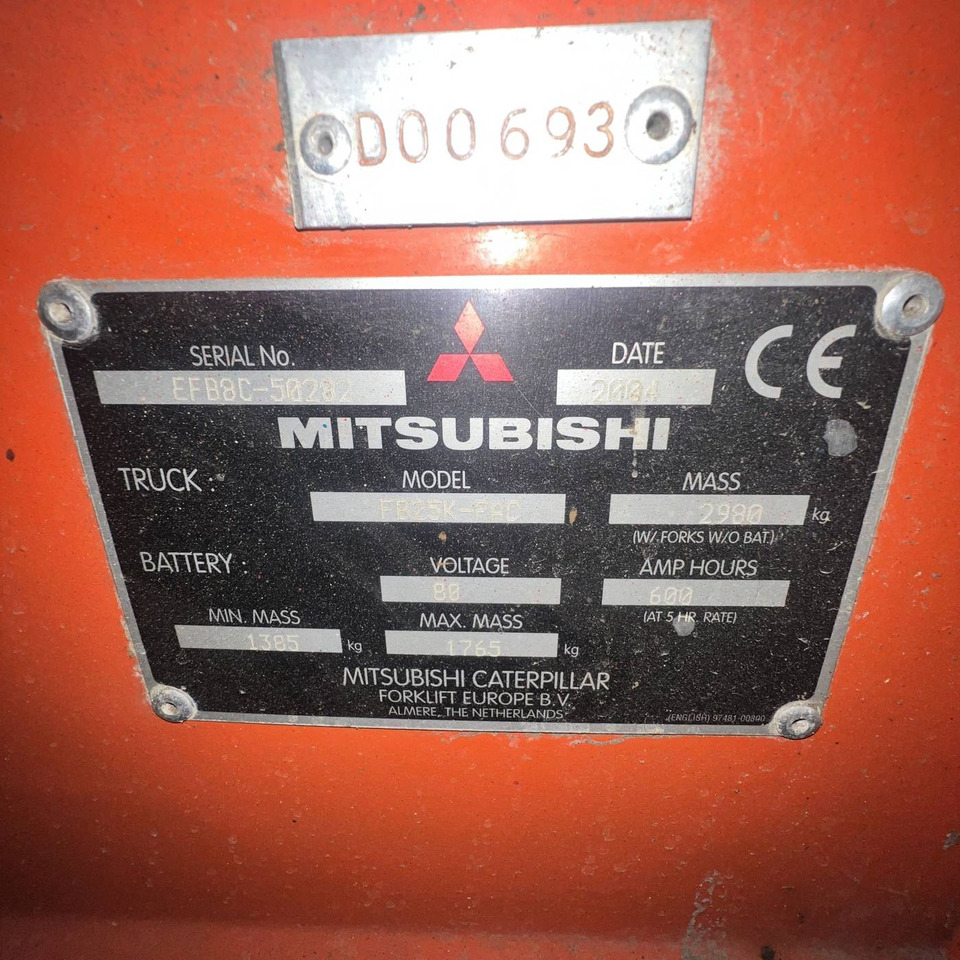 D00693
SERIAL No.
DATE
CE
EFB8C-50282
2004
MITSUBISHI
TRUCK :
MODEL
MASS
2980 kg
(W/ FORKS W/O BAT.)
BATTERY :
VOLTAGE
AMP HOURS
80
600
(AT 5 HR. RATE)
MIN. MASS
MAX. MASS
1385 kg
1765 kg
MITSUBISHI CATERPILLAR
FORKLIFT EUROPE B.V.
ALMERE, THE NETHERLANDS